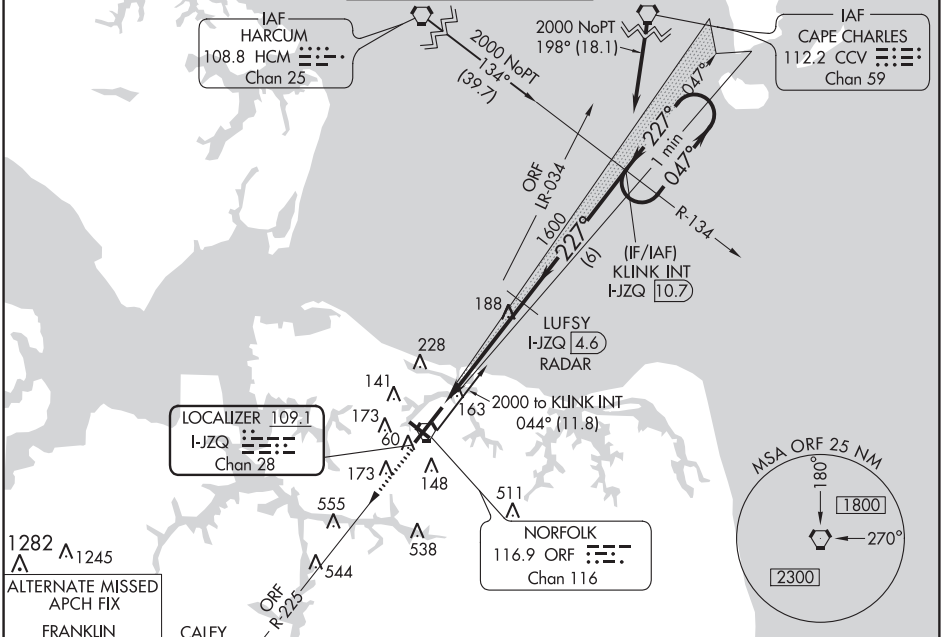 IAF
HARCUM
108.8 HCM
Chan 25
2000 NoPT
134°
(39.7)
2000 NoPT
198° (18.1)
IAF
CAPE CHARLES
112.2 CCV
Chan 59
047°
227°
1 min
047°
ORF
LR-034
1600
227°
(6)
R-134
(IF/IAF)
KLINK INT
I-JZQ 10.7
188
LUFSY
I-JZQ 4.6
RADAR
228
141
163
2000 to KLINK INT
044° (11.8)
LOCALIZER 109.1
I-JZQ
Chan 28
173
60
173
148
555
511
538
544
NORFOLK
116.9 ORF
Chan 116
MSA ORF 25 NM
180°
1800
270°
2300
1282
1245
ALTERNATE MISSED
APCH FIX
FRANKLIN
ORF
R-225
CALEY